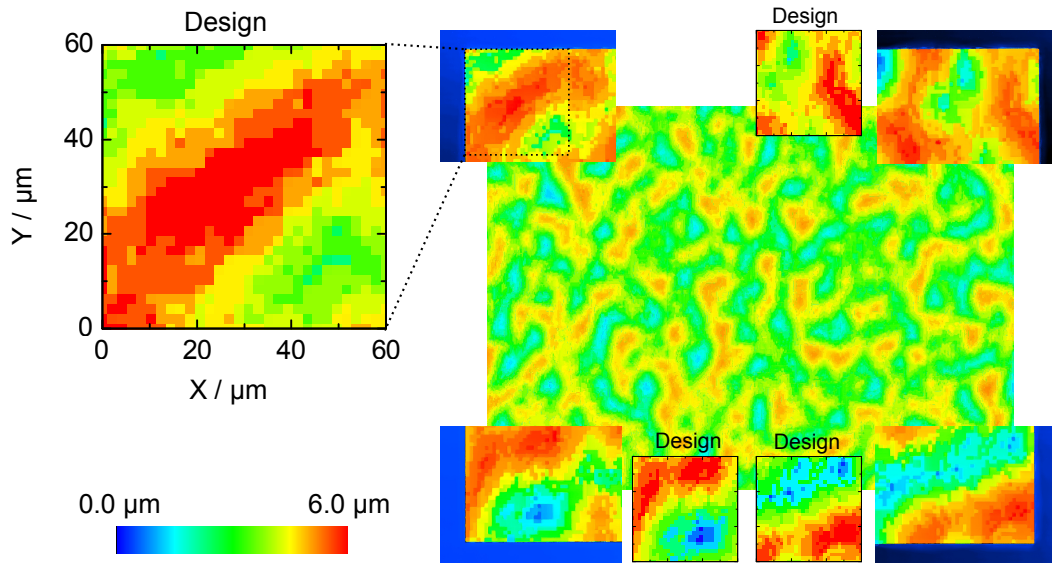 Design
60
40
20
0
Y / µm
0 20 40 60
X / µm
Design
Design
Design
0.0 µm 6.0 µm